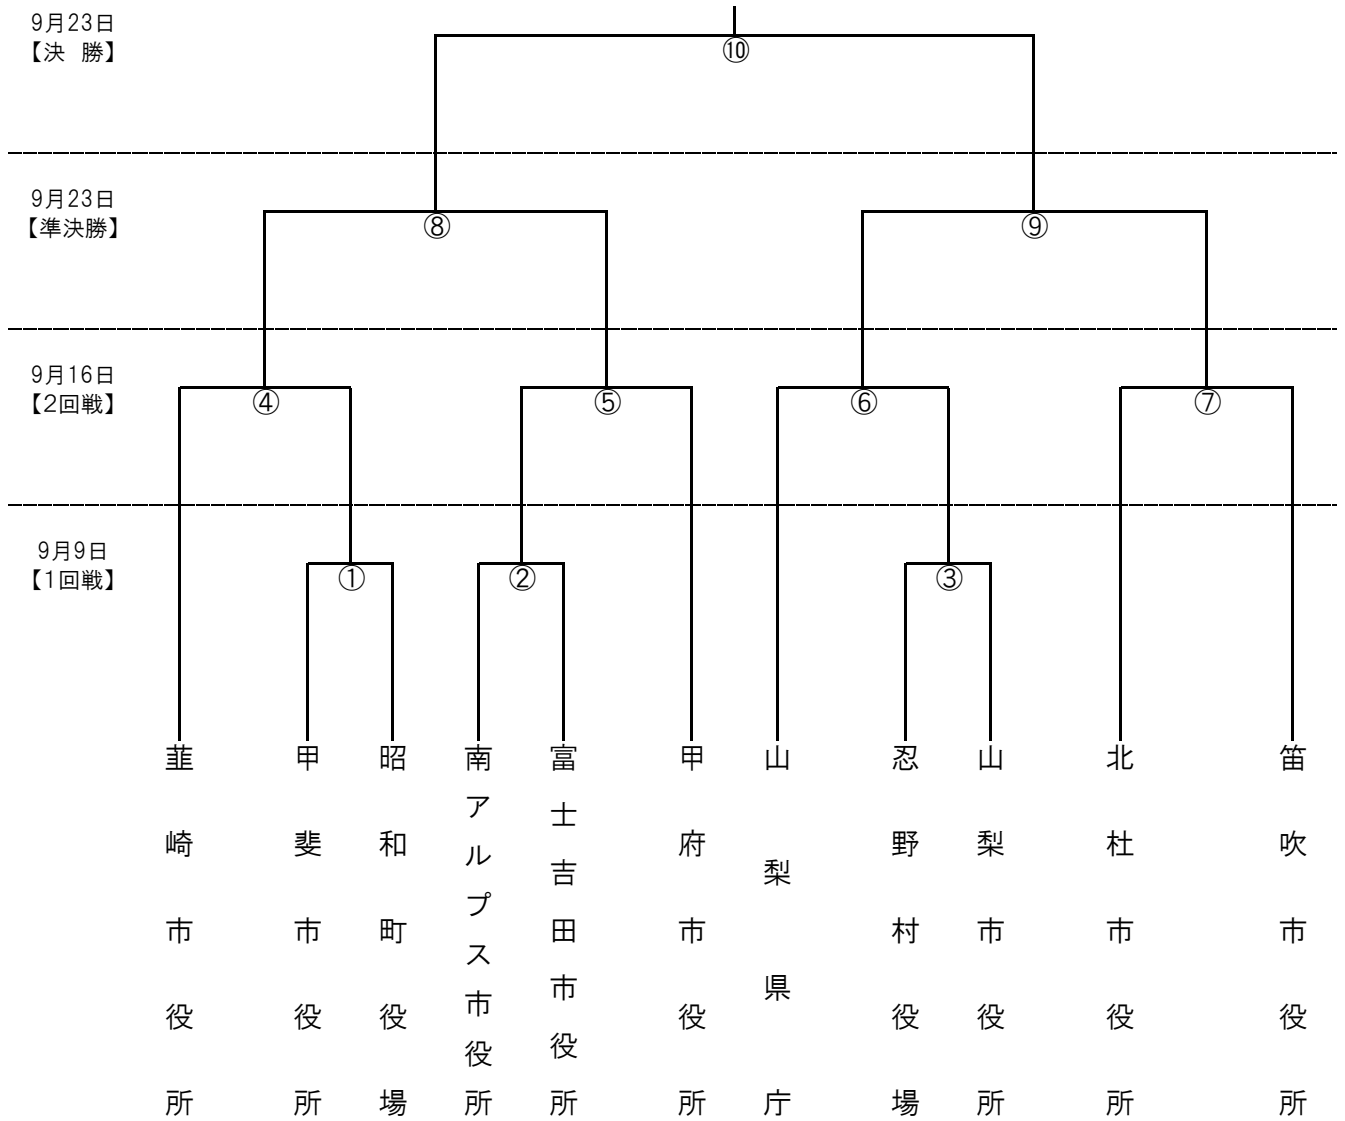 9月23日
【決　勝】
⑩
9月23日
【準決勝】
⑧
⑨
9月16日
【2回戦】
④
⑤
⑥
⑦
9月9日
【1回戦】
①
②
③
韮崎市役所
甲斐市役所
昭和町役場
南アルプス市役所
富士吉田市役所
甲府市役所
山梨県庁
忍野村役場
山梨市役所
北杜市役所
笛吹市役所